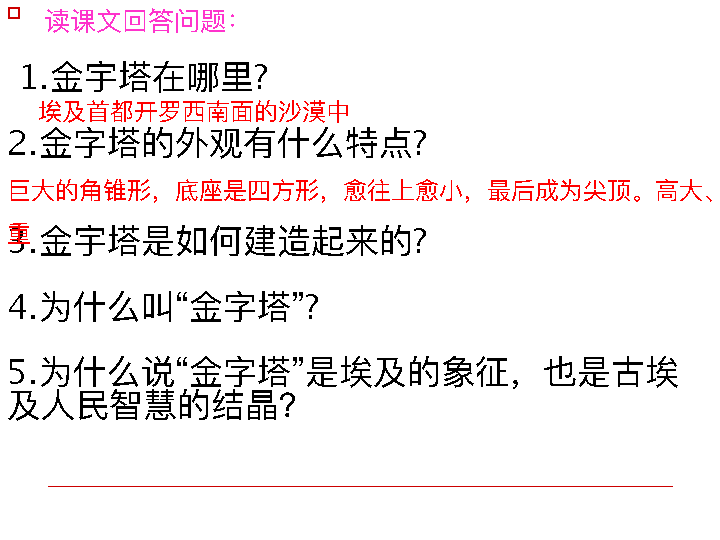 读课文回答问题：
1.金宇塔在哪里?
埃及首都开罗西南面的沙漠中
2.金字塔的外观有什么特点?
巨大的角锥形，底座是四方形，愈往上愈小，最后成为尖顶。高大、
重
3.金宇塔是如何建造起来的?
4.为什么叫“金字塔”?
5.为什么说“金字塔”是埃及的象征，也是古埃
及人民智慧的结晶?